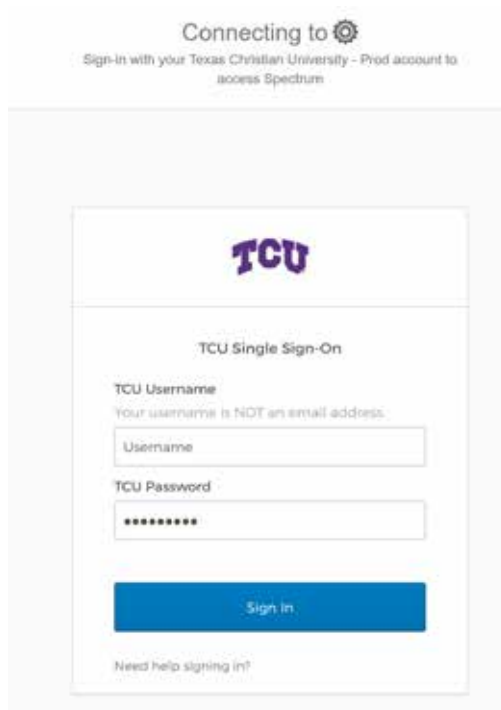 Connecting to
Sign-in with your Texas Christian University - Prod account to
access Spectrum
TCU
TCU Single Sign-On
TCU Username
Your username is NOT an email address.
Username
TCU Password
•••••••••
Sign In
Need help signing in?